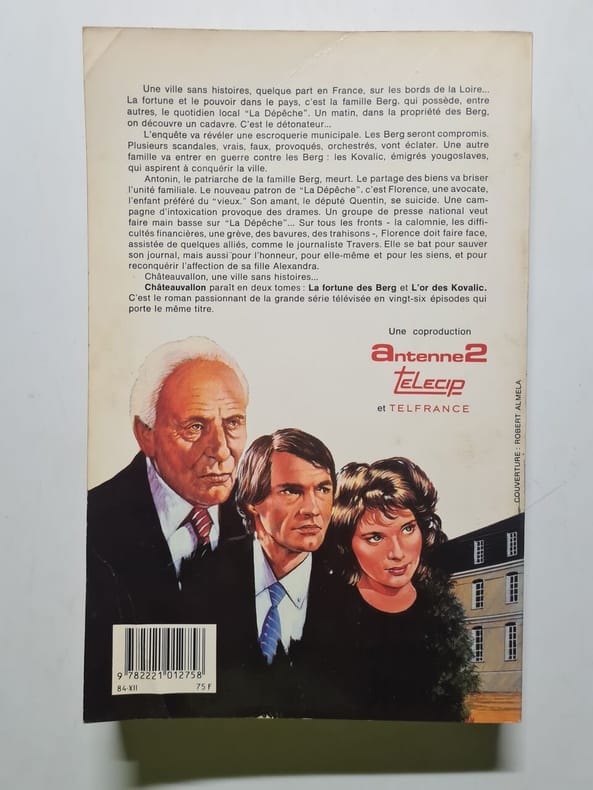 Une ville sans histoires, quelque part en France, sur les bords de la Loire...
La fortune et le pouvoir dans le pays, c'est la famille Berg, qui possède, entre
autres, le quotidien local "La Dépêche". Un matin, dans la propriété des Berg,
on découvre un cadavre. C'est le détonateur...
L'enquête va révéler une escroquerie municipale. Les Berg seront compromis.
Plusieurs scandales, vrais, faux, provoqués, orchestrés, vont éclater. Une autre
famille va entrer en guerre contre les Berg : les Kovalic, émigrés yougoslaves,
qui aspirent à conquérir la ville.
Antonin, le patriarche de la famille Berg, meurt. Le partage des biens va briser
l'unité familiale. Le nouveau patron de "La Dépêche", c'est Florence, une avocate,
l'enfant préféré du "vieux." Son amant, le député Quentin, se suicide. Une cam-
pagne d'intoxication provoque des drames. Un groupe de presse national veut
faire main basse sur "La Dépêche"... Sur tous les fronts - la calomnie, les diffi-
cultés financières, une grève, des bavures, des trahisons -, Florence doit faire face,
assistée de quelques alliés, comme le journaliste Travers. Elle se bat pour sauver
son journal, mais aussi pour l'honneur, pour elle-même et pour les siens, et pour
reconquérir l'affection de sa fille Alexandra.
Châteauvallon, une ville sans histoires...
Châteauvallon paraît en deux tomes : La fortune des Berg et L'or des Kovalic.
C'est le roman passionnant de la grande série télévisée en vingt-six épisodes qui
porte le même titre.
Une coproduction
antenne2
TELECIP
et TELFRANCE
COUVERTURE : ROBERT ALMELA
9 782221 012758
84-XII 75 F